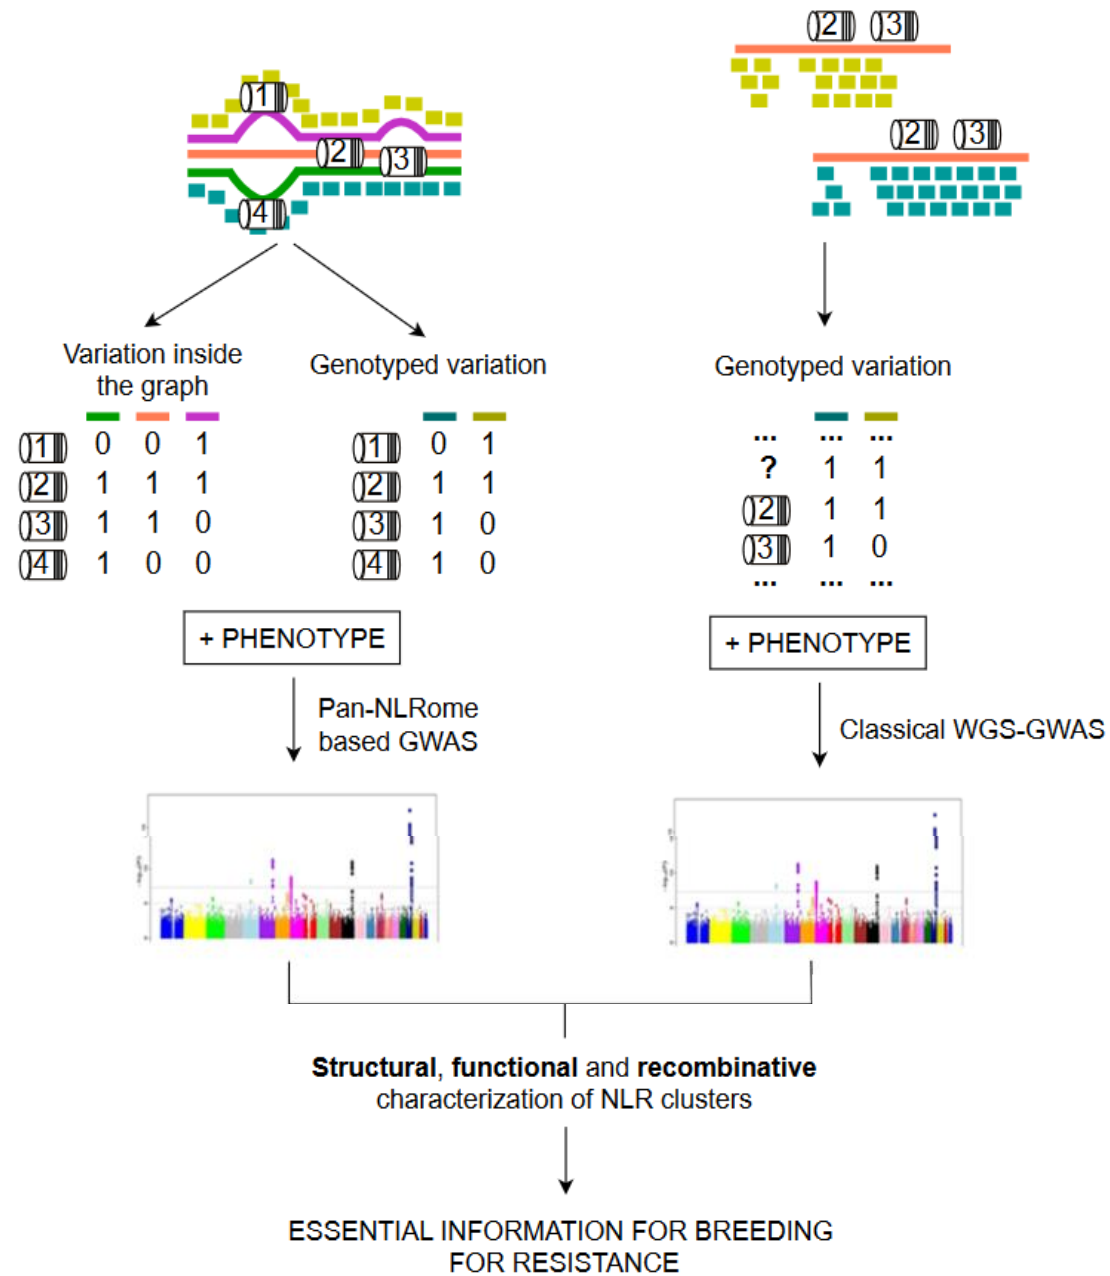 1
2
3
4
2 3
2 3
Variation inside
the graph
Genotyped variation
Genotyped variation
1 0 0 1
2 1 1 1
3 1 1 0
4 1 0 0
1 0 1
2 1 1
3 1 0
4 1 0
... ... ...
? 1 1
2 1 1
3 1 0
... ... ...
+ PHENOTYPE
+ PHENOTYPE
Pan-NLRome
based GWAS
Classical WGS-GWAS
Structural, functional and recombinative
characterization of NLR clusters
ESSENTIAL INFORMATION FOR BREEDING
FOR RESISTANCE